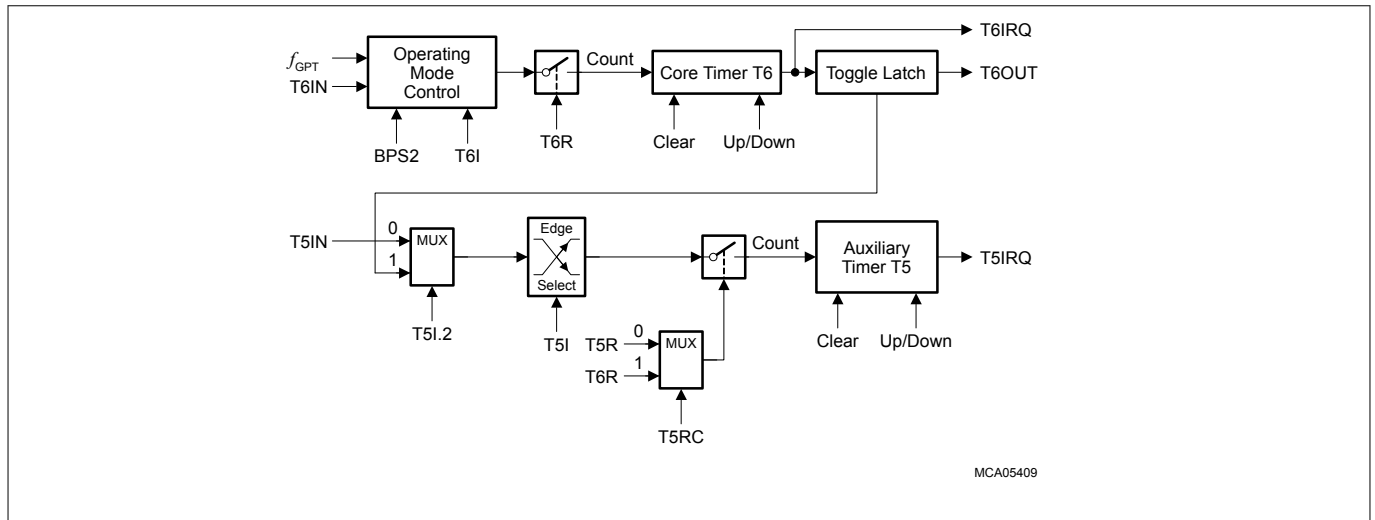 T6IRQ
f GPT
T6IN
Operating
Mode
Control
Count
Core Timer T6
Toggle Latch
T6OUT
BPS2
T6I
T6R
Clear
Up/Down
T5IN
0
1
MUX
T5I.2
Edge
Select
T5I
Count
Auxiliary
Timer T5
T5IRQ
Clear
Up/Down
T5R
0
T6R
1
MUX
T5RC
MCA05409